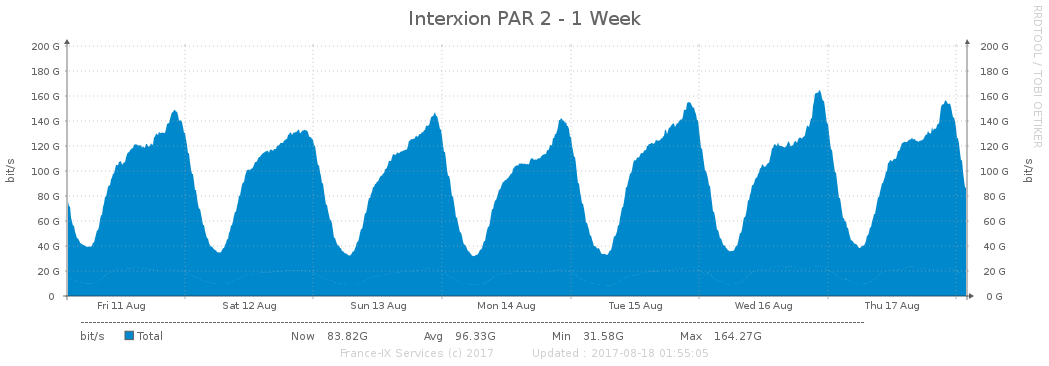 Interxion PAR 2 - 1 Week
RRDTOOL / TOBI OETIKER
200 G 200 G
180 G 180 G
160 G 160 G
140 G 140 G
120 G 120 G
100 G 100 G
80 G 80 G
60 G 60 G
40 G 40 G
20 G 20 G
0 0 G
bit/s bit/s
Fri 11 Aug Sat 12 Aug Sun 13 Aug Mon 14 Aug Tue 15 Aug Wed 16 Aug Thu 17 Aug
bit/s Total Now 83.82G Avg 96.33G Min 31.58G Max 164.27G
France-IX Services (c) 2017 Updated : 2017-08-18 01:55:05